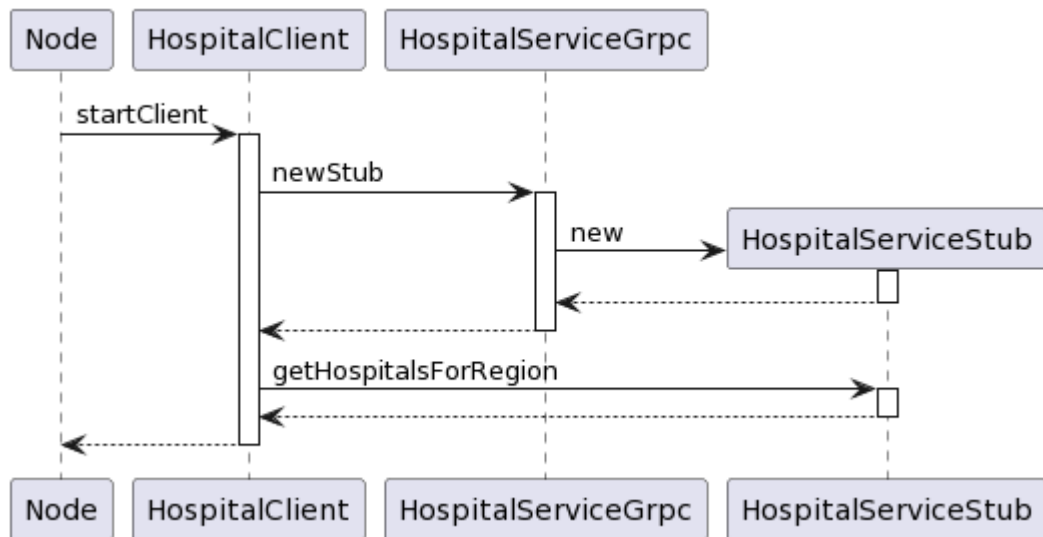 Node HospitalClient HospitalServiceGrpc
startClient
newStub
new
HospitalServiceStub
getHospitalsForRegion
Node HospitalClient HospitalServiceGrpc HospitalServiceStub